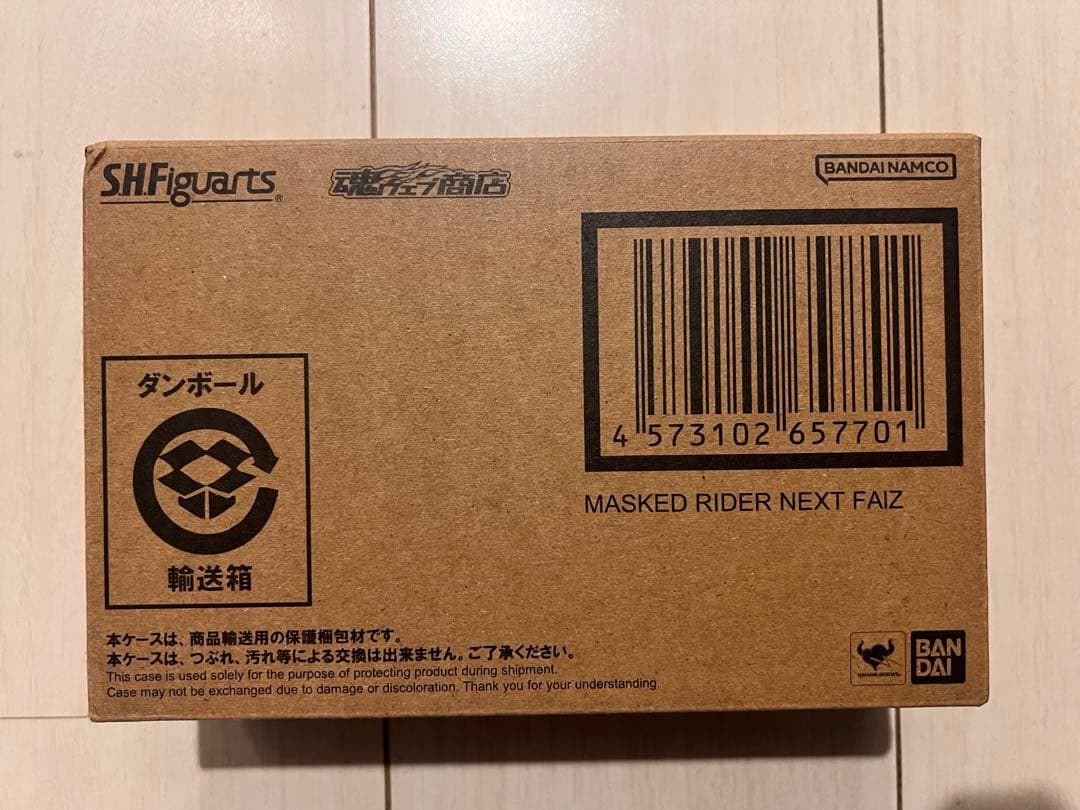 S.H.Figuarts®
魂ウェブ商店
BANDAI NAMCO
4 573102 657701
MASKED RIDER NEXT FAIZ
ダンボール
輸送箱
本ケースは、商品輸送用の保護梱包材です。
本ケースは、つぶれ、汚れ等による交換は出来ません。ご了承ください。
This case is used solely for the purpose of protecting product during shipment.
Case may not be exchanged due to damage or discoloration. Thank you for your understanding.
BAN
DAI